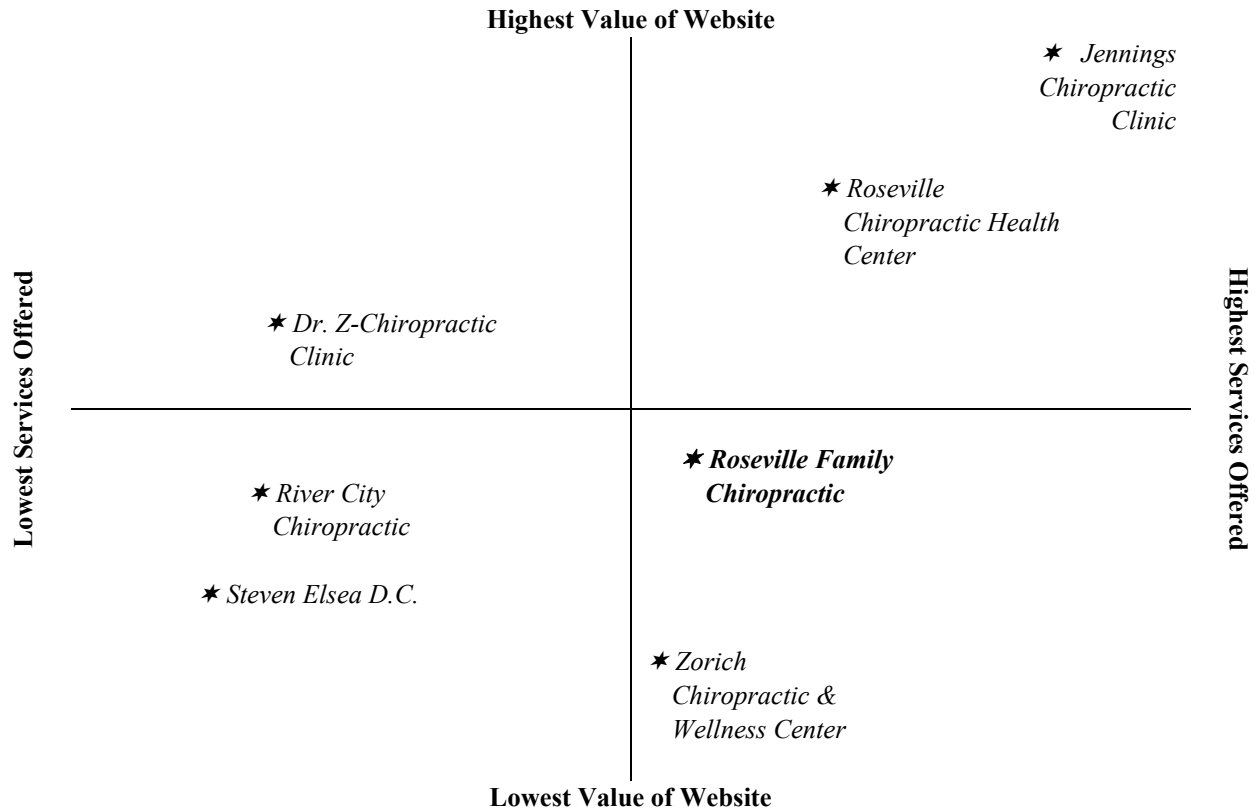 Highest Value of Website
Jennings
Chiropractic
Clinic
Roseville
Chiropractic Health
Center
Lowest Services Offered
Highest Services Offered
Dr. Z-Chiropractic
Clinic
Roseville Family
Chiropractic
River City
Chiropractic
Steven Elsea D.C.
Zorich
Chiropractic &
Wellness Center
Lowest Value of Website